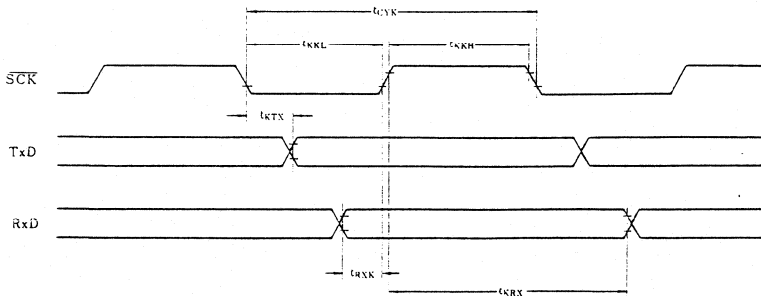 tCYK
tKKL
tKKH
SCK
tKTX
TxD
RxD
tRXK
tKRX